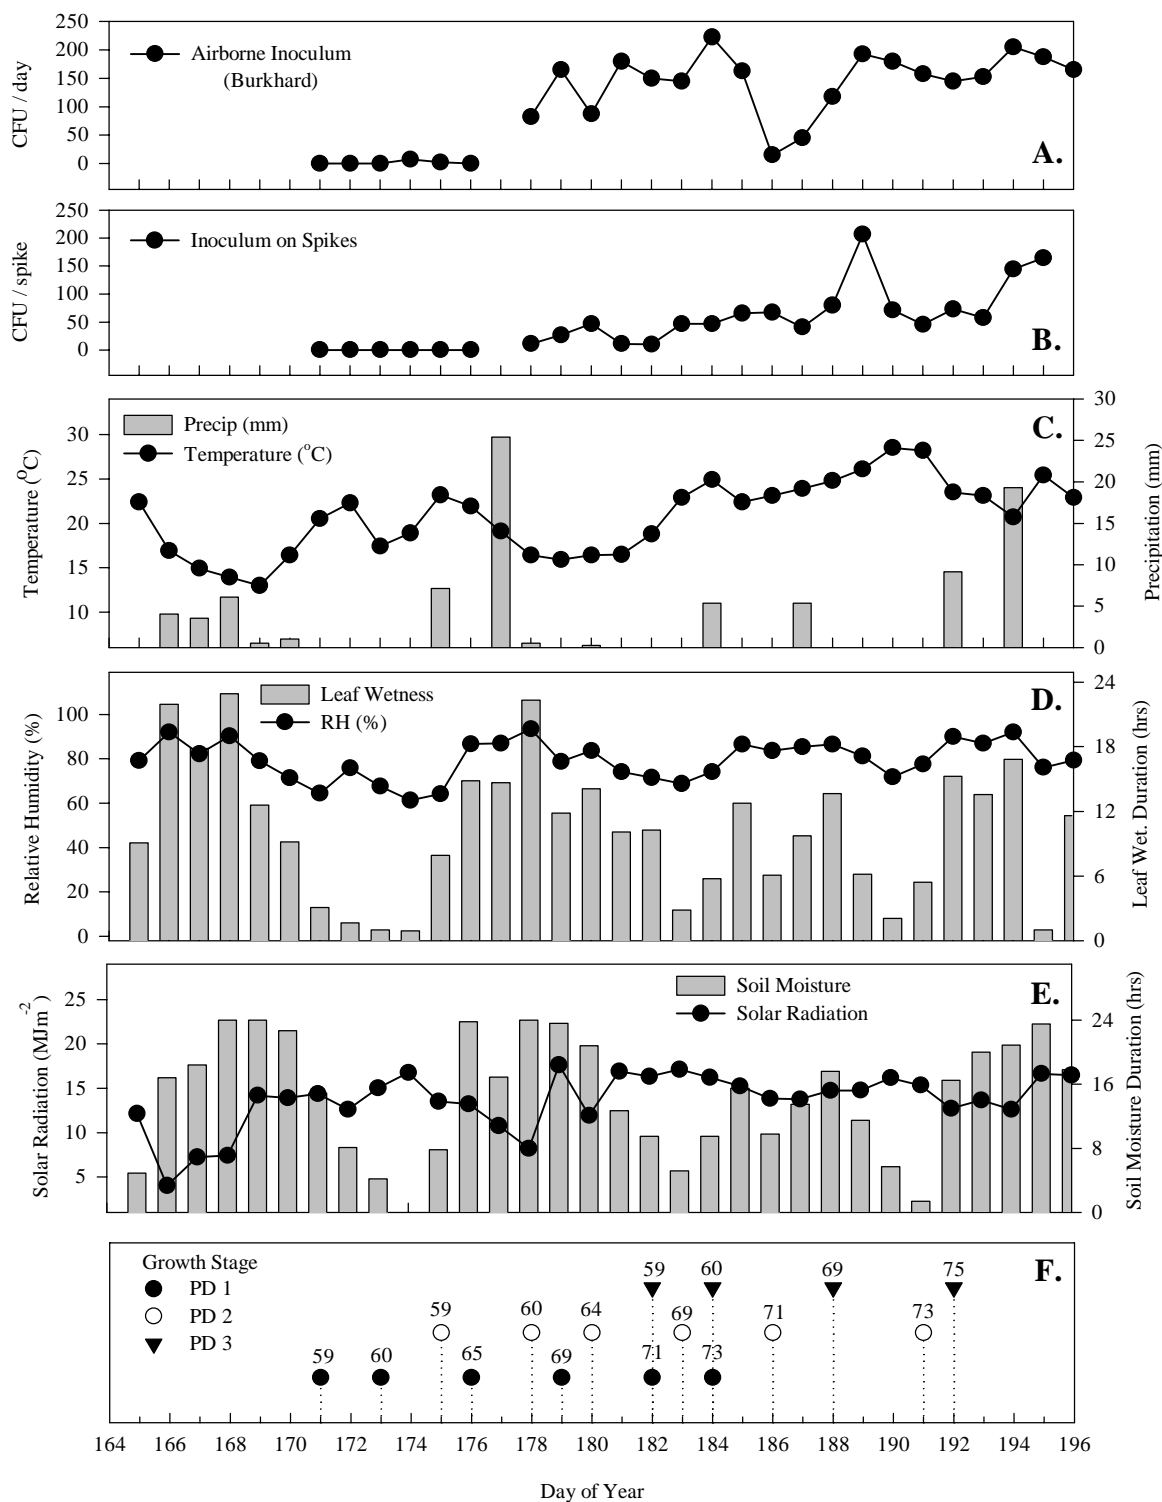 250
200
150
100
50
0
CFU / day
Airborne Inoculum
(Burkhard)
A.
250
200
150
100
50
0
CFU / spike
Inoculum on Spikes
B.
30
25
20
15
10
Temperature (°C)
Precip (mm)
Temperature (°C)
C.
30
25
20
15
10
5
0
Precipitation (mm)
100
80
60
40
20
0
Relative Humidity (%)
Leaf Wetness
RH (%)
D.
24
18
12
6
0
Leaf Wet. Duration (hrs)
25
20
15
10
5
Solar Radiation (MJm⁻²)
Soil Moisture
Solar Radiation
E.
24
16
8
0
Soil Moisture Duration (hrs)
Growth Stage
PD 1
PD 2
PD 3
F.
59 60 69 75
59 60 64 69 71 73
59 60 65 69 71 73
164 166 168 170 172 174 176 178 180 182 184 186 188 190 192 194 196
Day of Year